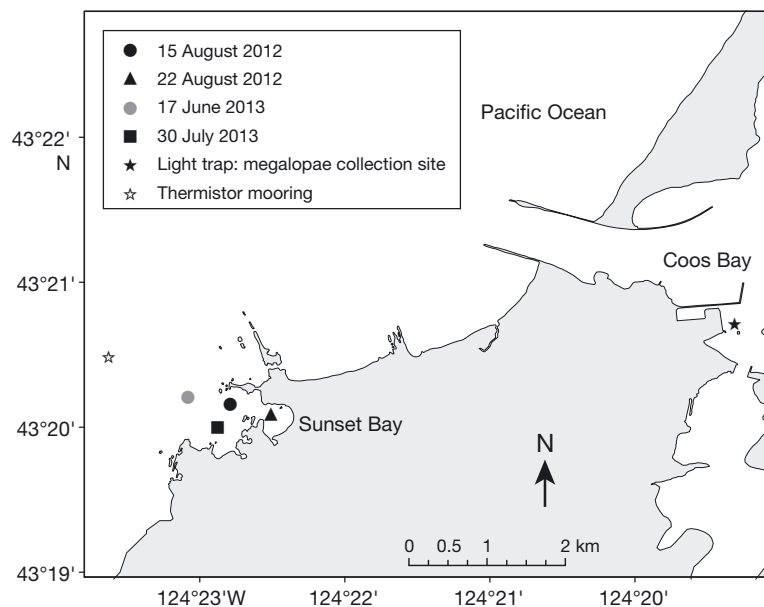 15 August 2012
22 August 2012
17 June 2013
30 July 2013
Light trap: megalopae collection site
Thermistor mooring
Pacific Ocean
43°22'
N
43°21'
Coos Bay
43°20'
Sunset Bay
N
0 0.5 1 2 km
43°19'
124°23'W 124°22' 124°21' 124°20'